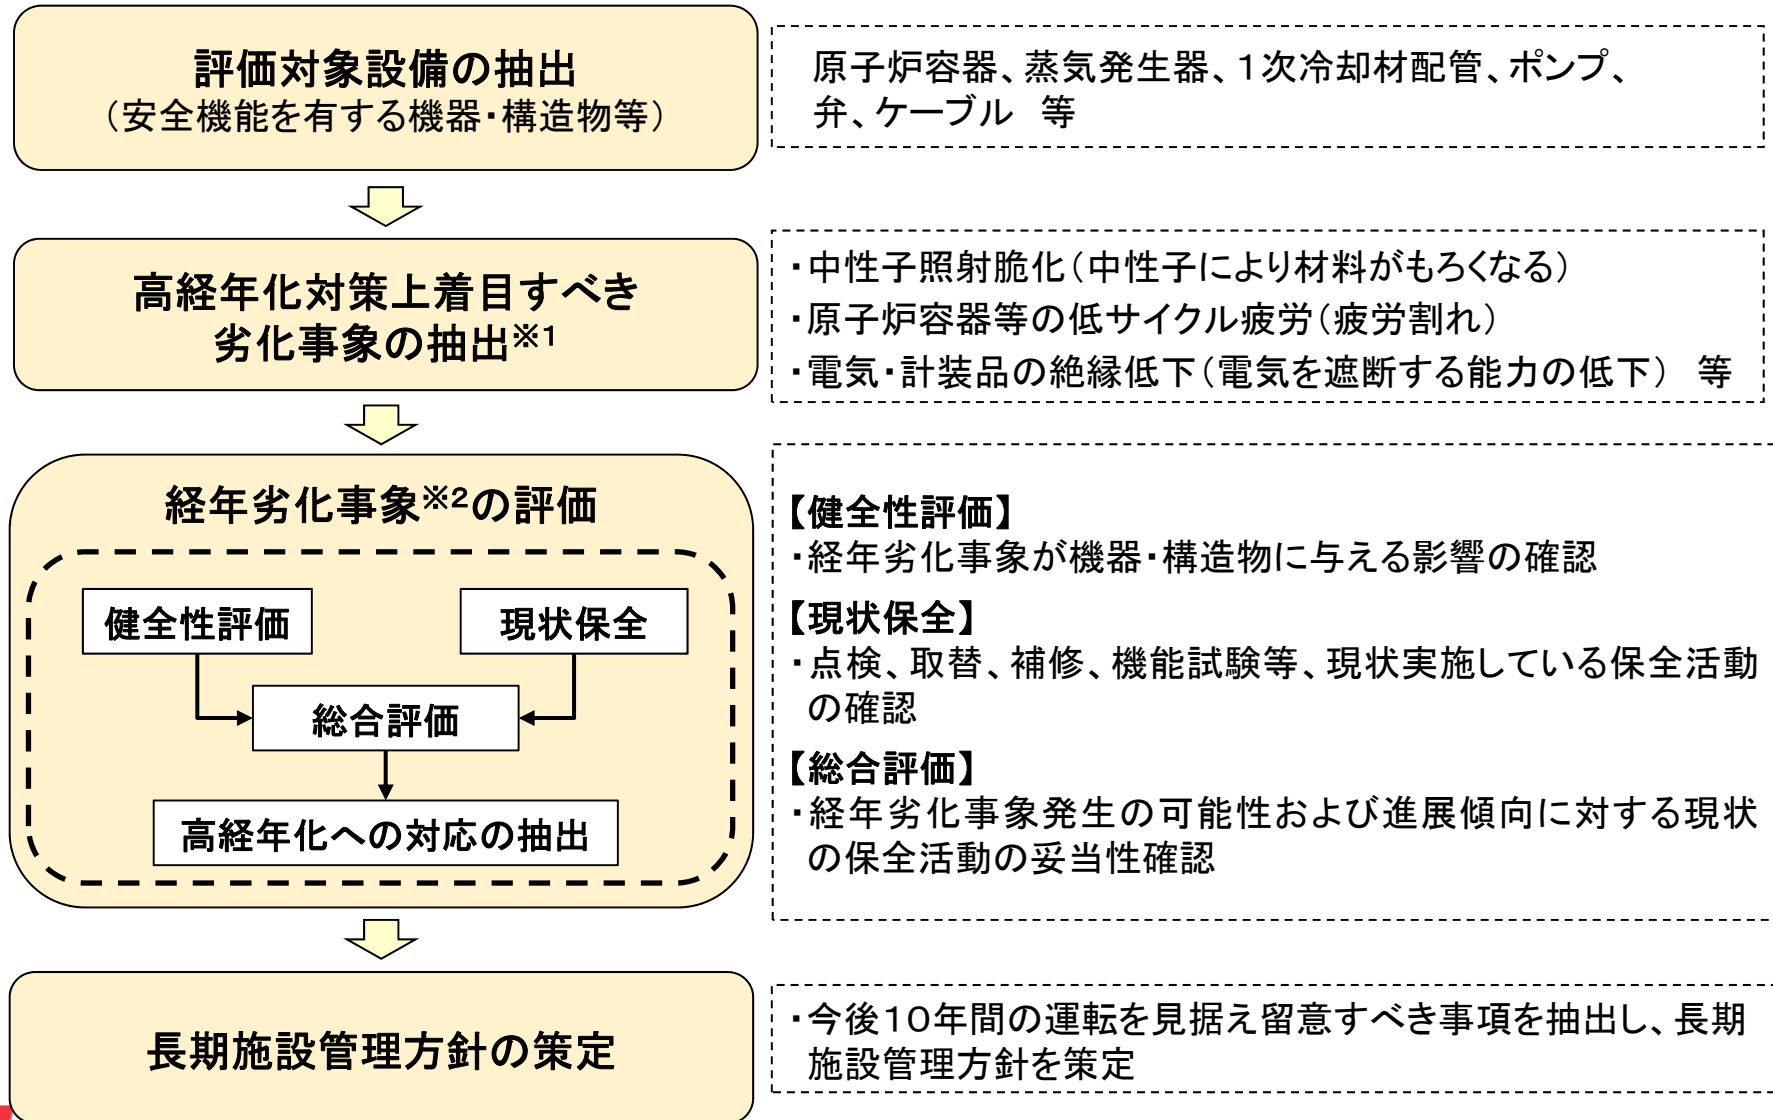 評価対象設備の抽出
（安全機能を有する機器・構造物等）
原子炉容器、蒸気発生器、１次冷却材配管、ポンプ、
弁、ケーブル　等
高経年化対策上着目すべき
劣化事象の抽出※1
・中性子照射脆化（中性子により材料がもろくなる）
・原子炉容器等の低サイクル疲労（疲労割れ）
・電気・計装品の絶縁低下（電気を遮断する能力の低下）　等
経年劣化事象※2の評価
健全性評価
現状保全
総合評価
高経年化への対応の抽出
【健全性評価】
・経年劣化事象が機器・構造物に与える影響の確認
【現状保全】
・点検、取替、補修、機能試験等、現状実施している保全活動
の確認
【総合評価】
・経年劣化事象発生の可能性および進展傾向に対する現状
の保全活動の妥当性確認
長期施設管理方針の策定
・今後１０年間の運転を見据え留意すべき事項を抽出し、長期
施設管理方針を策定